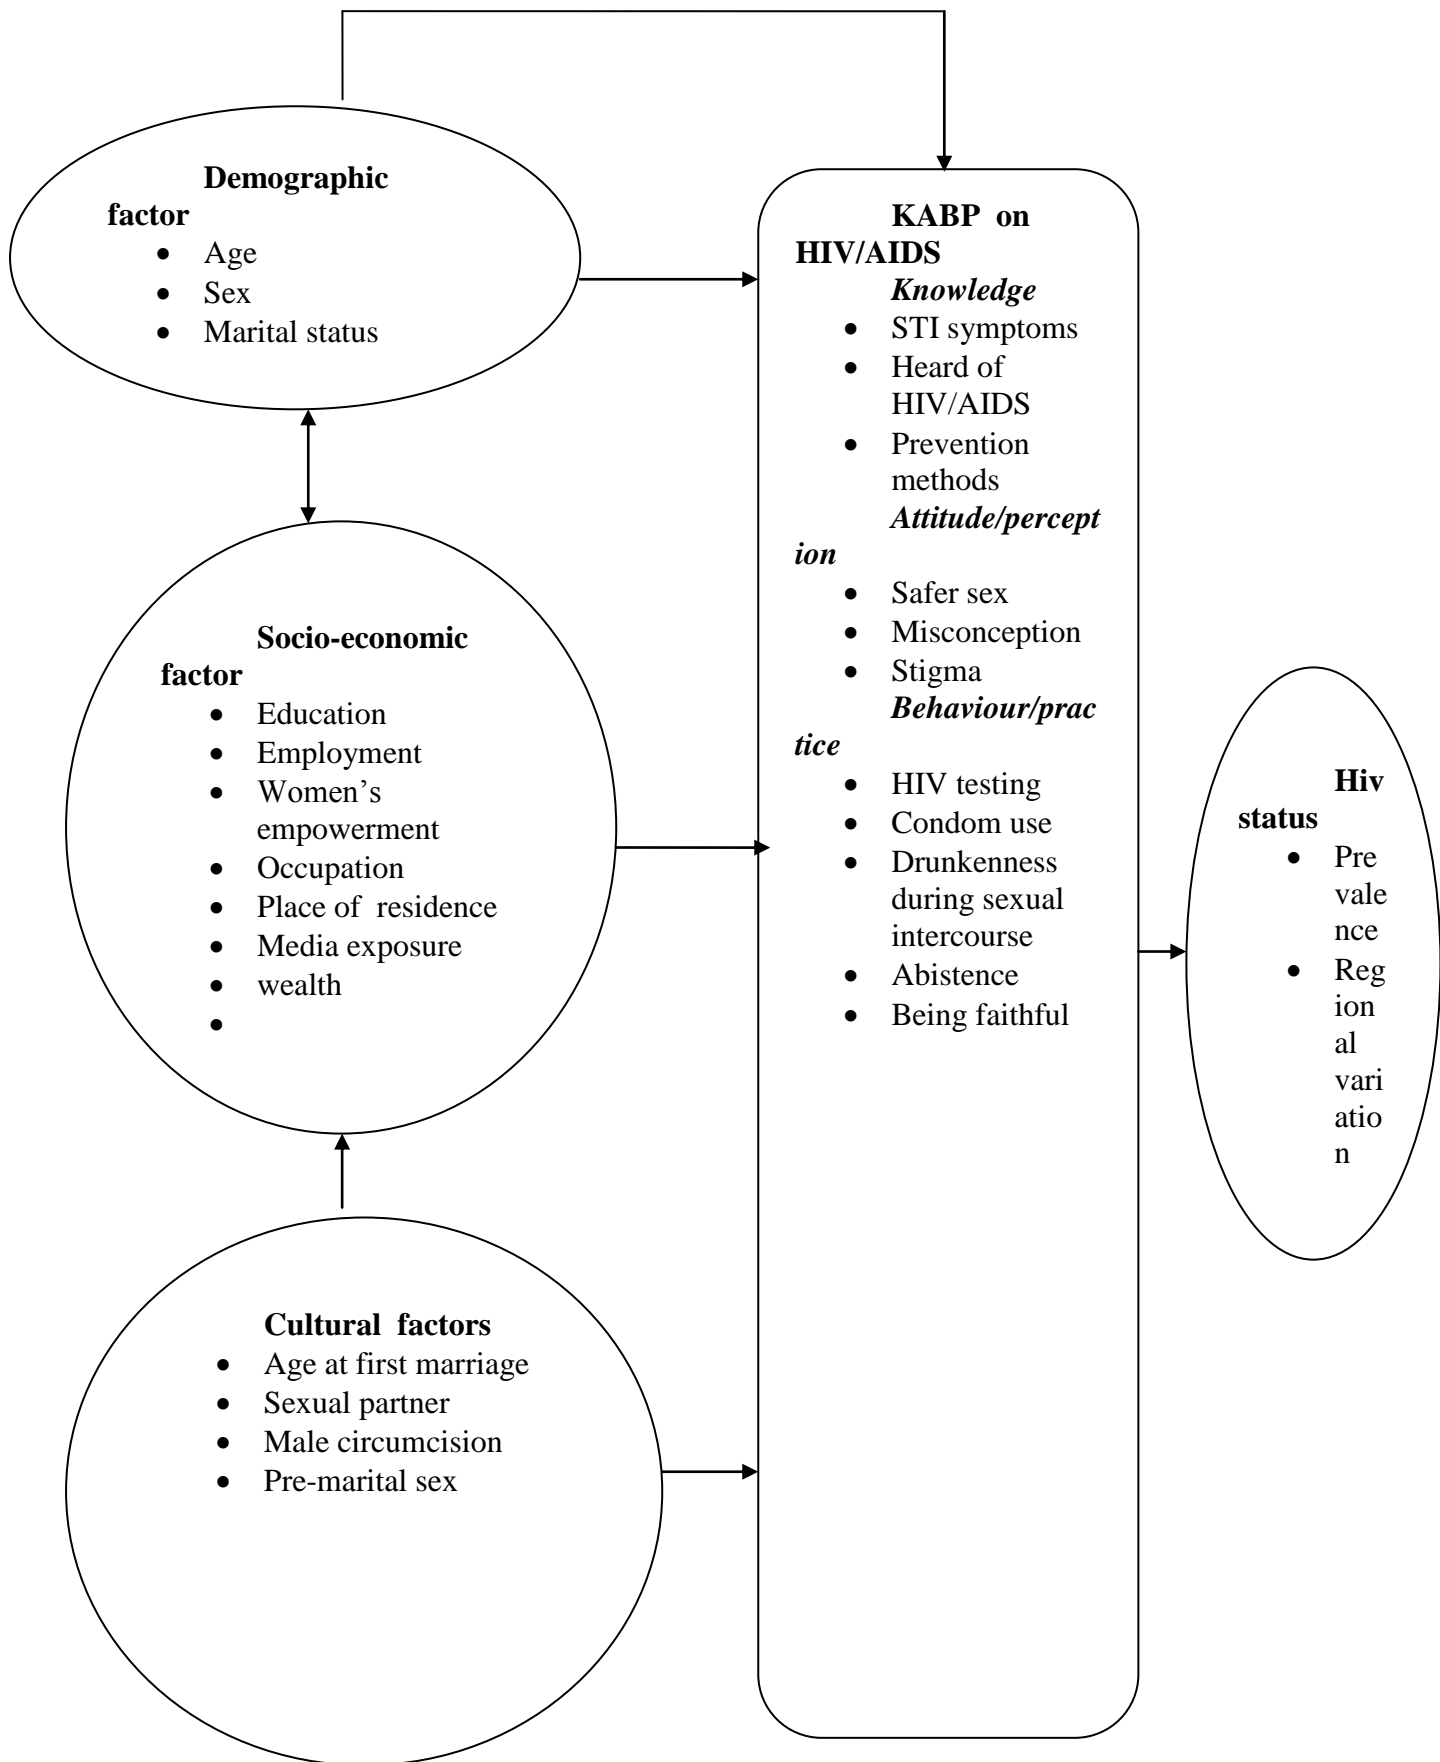 Demographic
factor
• Age
• Sex
• Marital status
Socio-economic
factor
• Education
• Employment
• Women’s
empowerment
• Occupation
• Place of residence
• Media exposure
• wealth
•
Cultural factors
• Age at first marriage
• Sexual partner
• Male circumcision
• Pre-marital sex
KABP on
HIV/AIDS
Knowledge
• STI symptoms
• Heard of
HIV/AIDS
• Prevention
methods
Attitude/percept
ion
• Safer sex
• Misconception
• Stigma
Behaviour/prac
tice
• HIV testing
• Condom use
• Drunkenness
during sexual
intercourse
• Abistence
• Being faithful
Hiv
status
• Pre
vale
nce
• Reg
ion
al
vari
atio
n